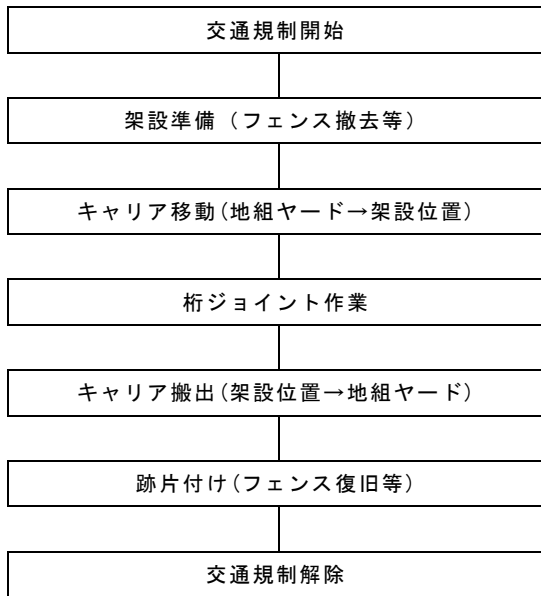 交通規制開始
架設準備（フェンス撤去等）
キャリア移動(地組ヤード→架設位置)
桁ジョイント作業
キャリア搬出(架設位置→地組ヤード)
跡片付け(フェンス復旧等)
交通規制解除